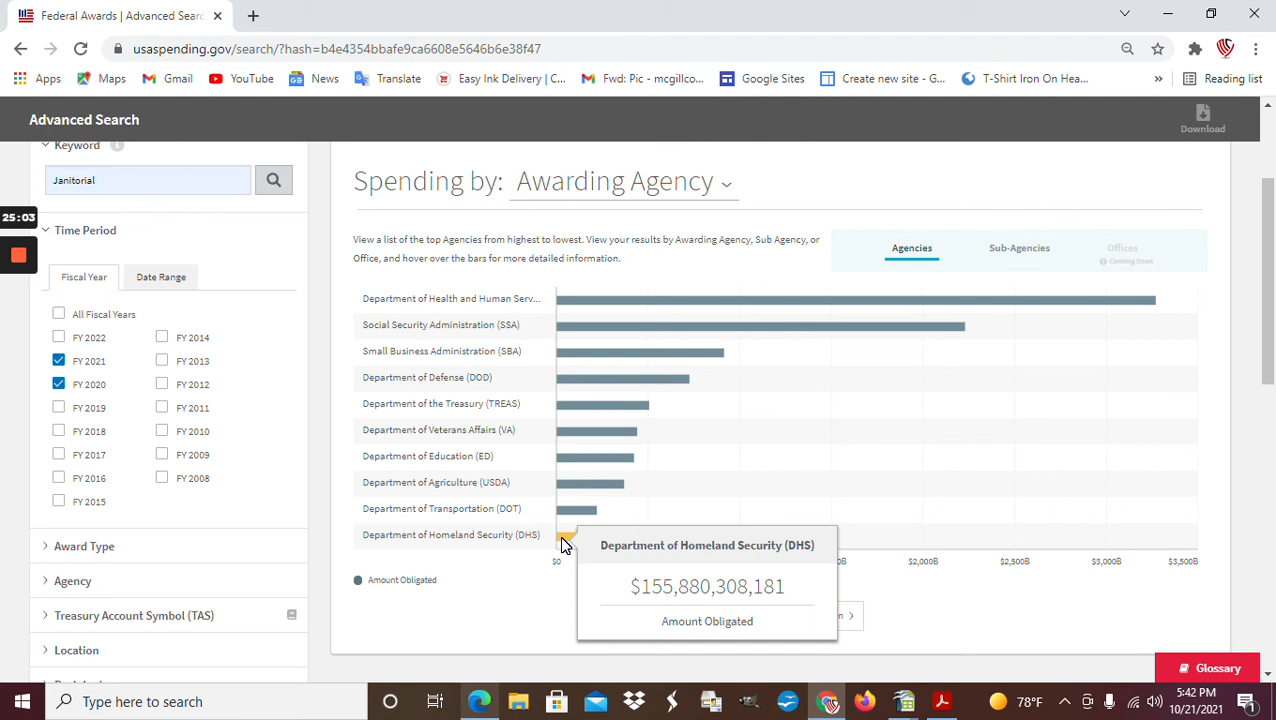 Federal Awards | Advanced Searc
usaspending.gov/search/?hash=b4e4354bbafe9ca6608e5646b6e38f47
Apps Maps Gmail YouTube News Translate Easy Ink Delivery | C... Fwd: Pic - mcgillco... Google Sites Create new site - G... T-Shirt Iron On Hea... » Reading list
Advanced Search
Download
Keyword
Janitorial
25:03
Time Period
Fiscal Year Date Range
All Fiscal Years
FY 2022 FY 2014
FY 2021 FY 2013
FY 2020 FY 2012
FY 2019 FY 2011
FY 2018 FY 2010
FY 2017 FY 2009
FY 2016 FY 2008
FY 2015
Award Type
Agency
Treasury Account Symbol (TAS)
Location
Spending by: Awarding Agency
View a list of the top Agencies from highest to lowest. View your results by Awarding Agency, Sub Agency, or
Office, and hover over the bars for more detailed information.
Agencies Sub-Agencies Offices
Coming Soon
Department of Health and Human Serv...
Social Security Administration (SSA)
Small Business Administration (SBA)
Department of Defense (DOD)
Department of the Treasury (TREAS)
Department of Veterans Affairs (VA)
Department of Education (ED)
Department of Agriculture (USDA)
Department of Transportation (DOT)
Department of Homeland Security (DHS)
$0 $2,000B $2,500B $3,000B $3,500B
Amount Obligated
Department of Homeland Security (DHS)
$155,880,308,181
Amount Obligated
Glossary
Type here to search
78°F
5:42 PM
10/21/2021
1